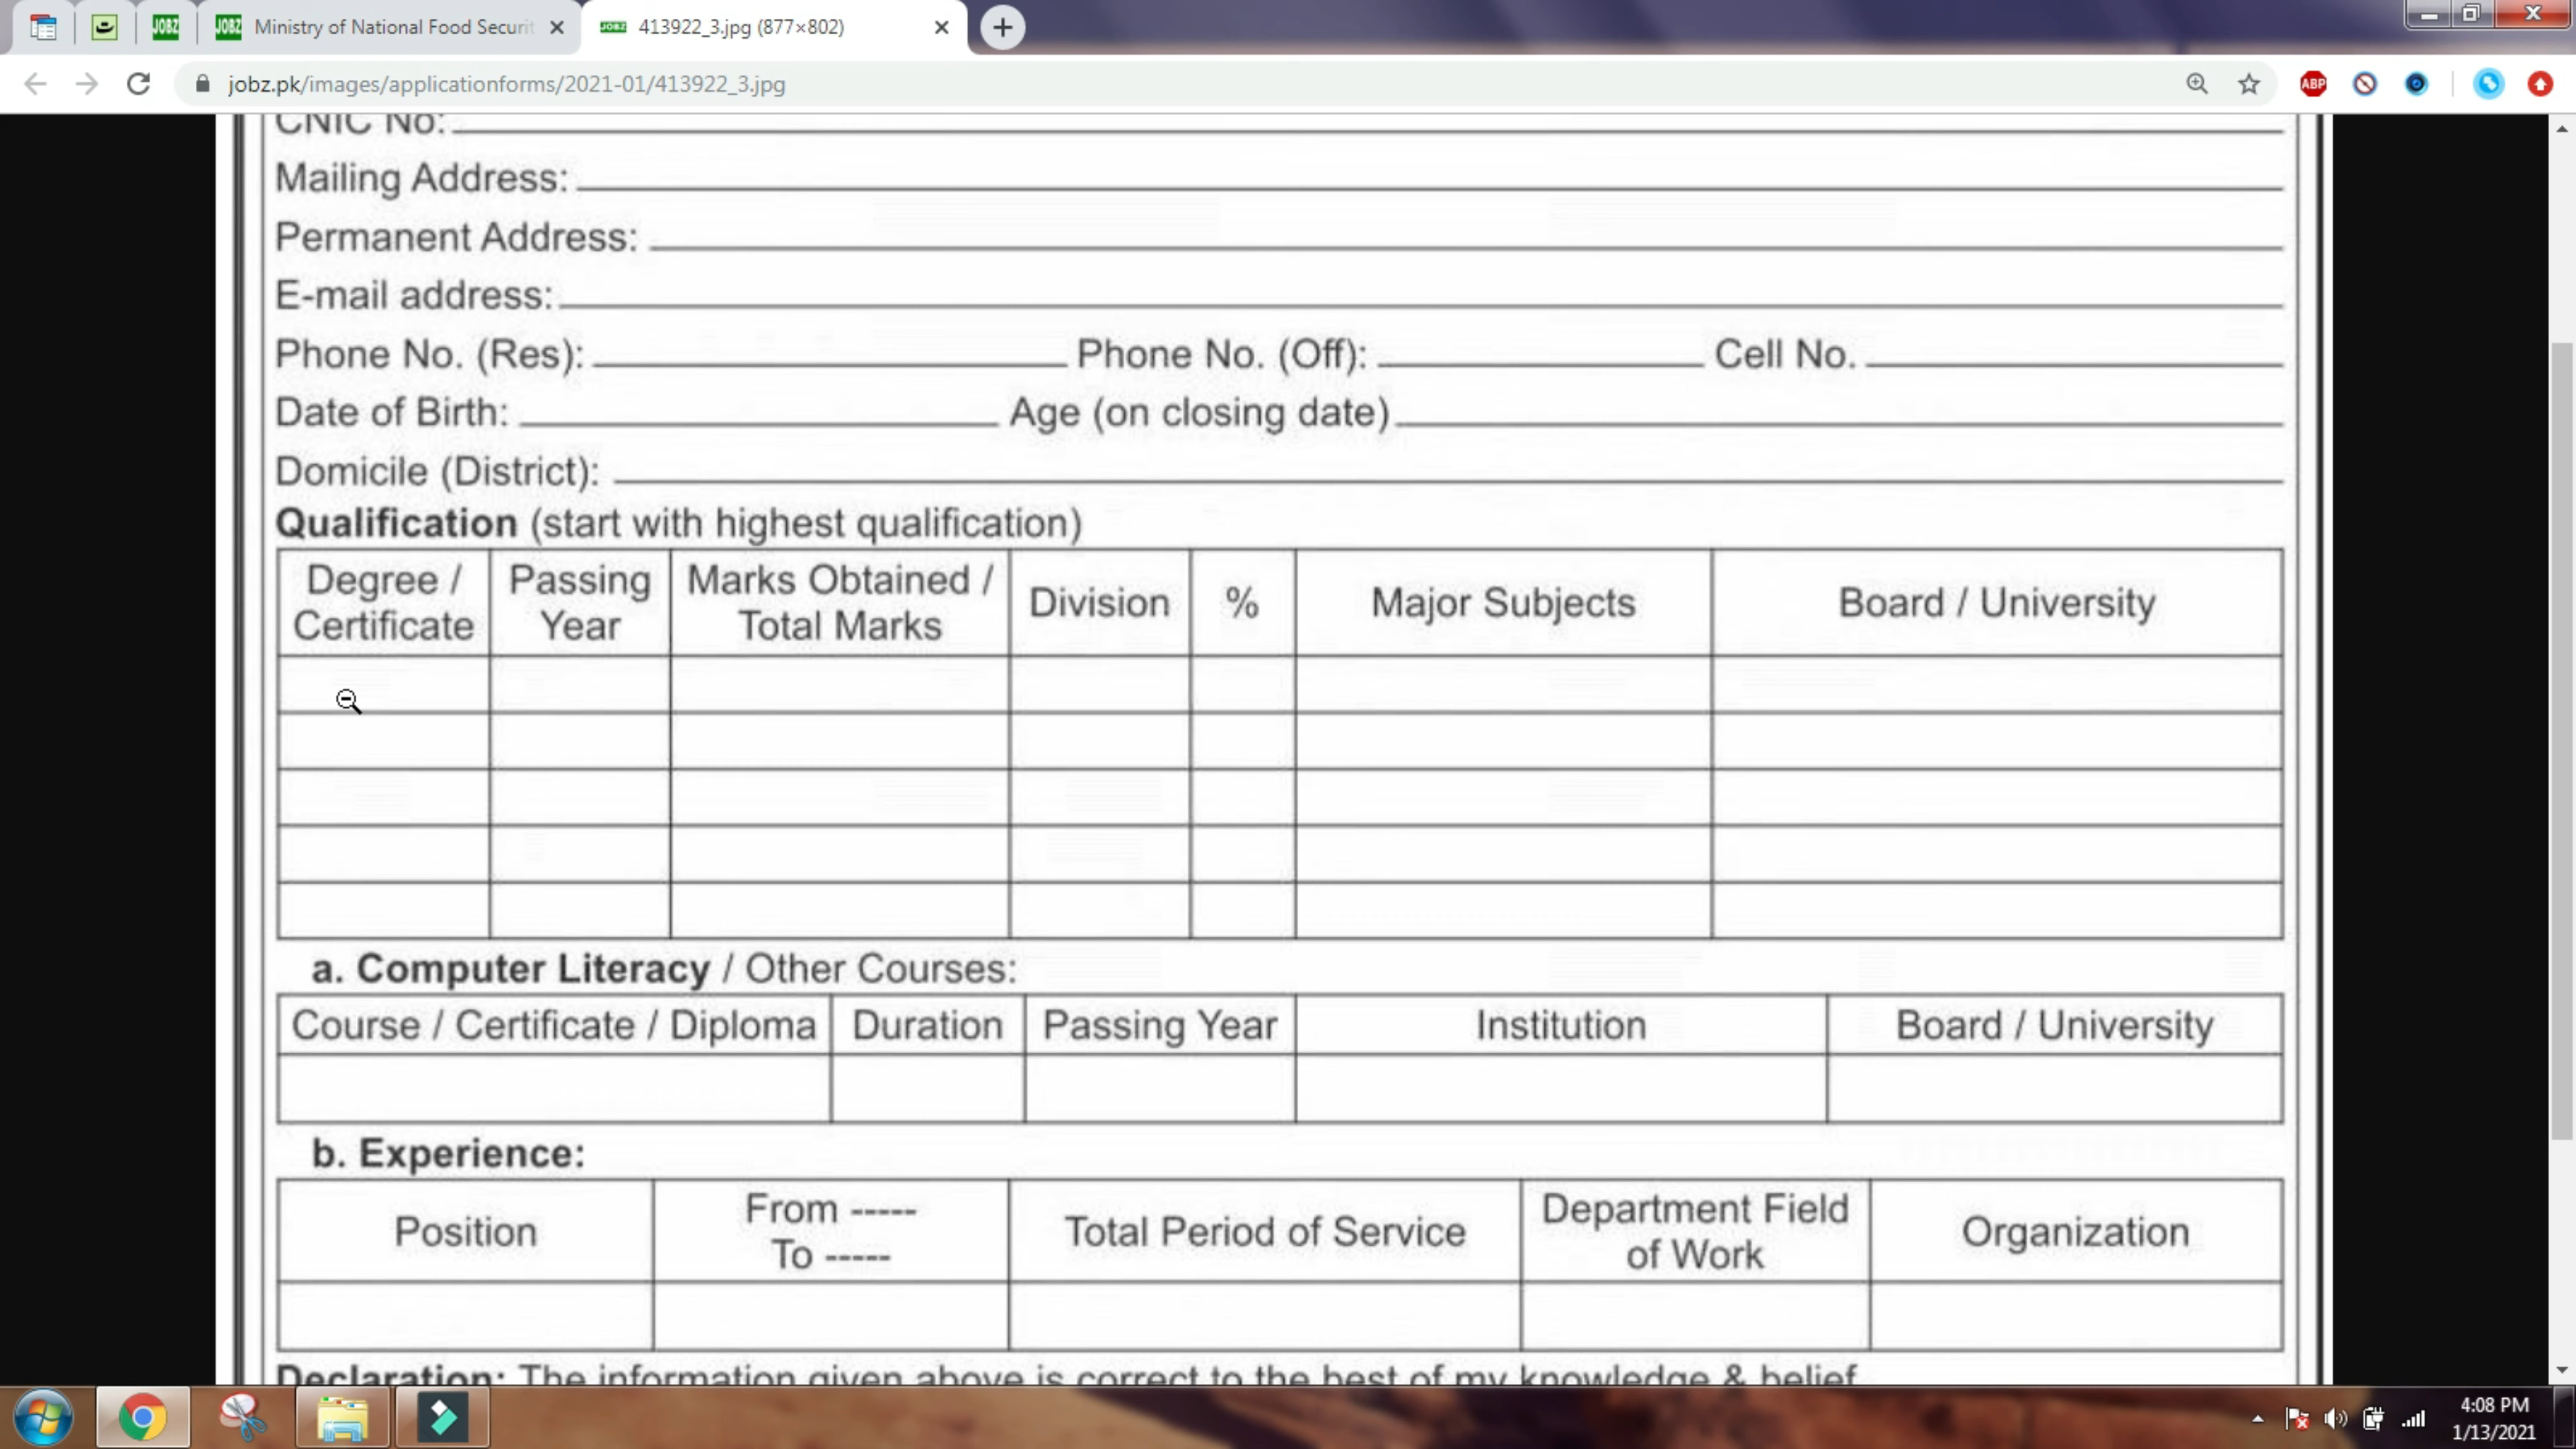 JOBZ
JOBZ Ministry of National Food Securit
JOBZ 413922_3.jpg (877×802)
jobz.pk/images/applicationforms/2021-01/413922_3.jpg
ABP
CNIC No:
Mailing Address:
Permanent Address:
E-mail address:
Phone No. (Res): Phone No. (Off): Cell No.
Date of Birth: Age (on closing date)
Domicile (District):
Qualification (start with highest qualification)
Degree / Certificate Passing Year Marks Obtained / Total Marks Division % Major Subjects Board / University
a. Computer Literacy / Other Courses:
Course / Certificate / Diploma Duration Passing Year Institution Board / University
b. Experience:
Position From ----- To ----- Total Period of Service Department Field of Work Organization
Declaration: The information given above is correct to the best of my knowledge & belief
4:08 PM
1/13/2021